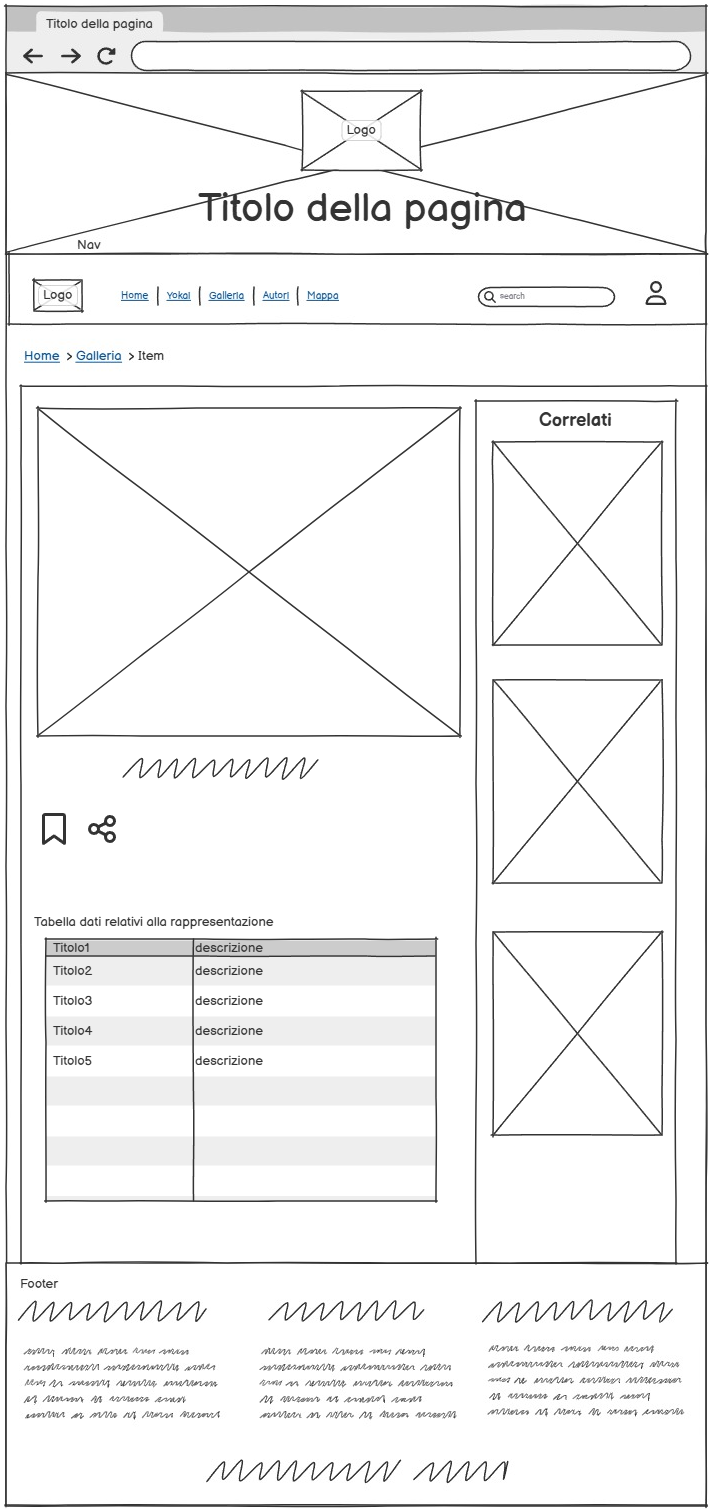 Titolo della pagina
Logo
Titolo della pagina
Nav
Logo Home Yokai Galleria Autori Mappa search
Home > Galleria > Item
Correlati
Tabella dati relativi alla rappresentazione
Titolo1 descrizione
Titolo2 descrizione
Titolo3 descrizione
Titolo4 descrizione
Titolo5 descrizione
Footer